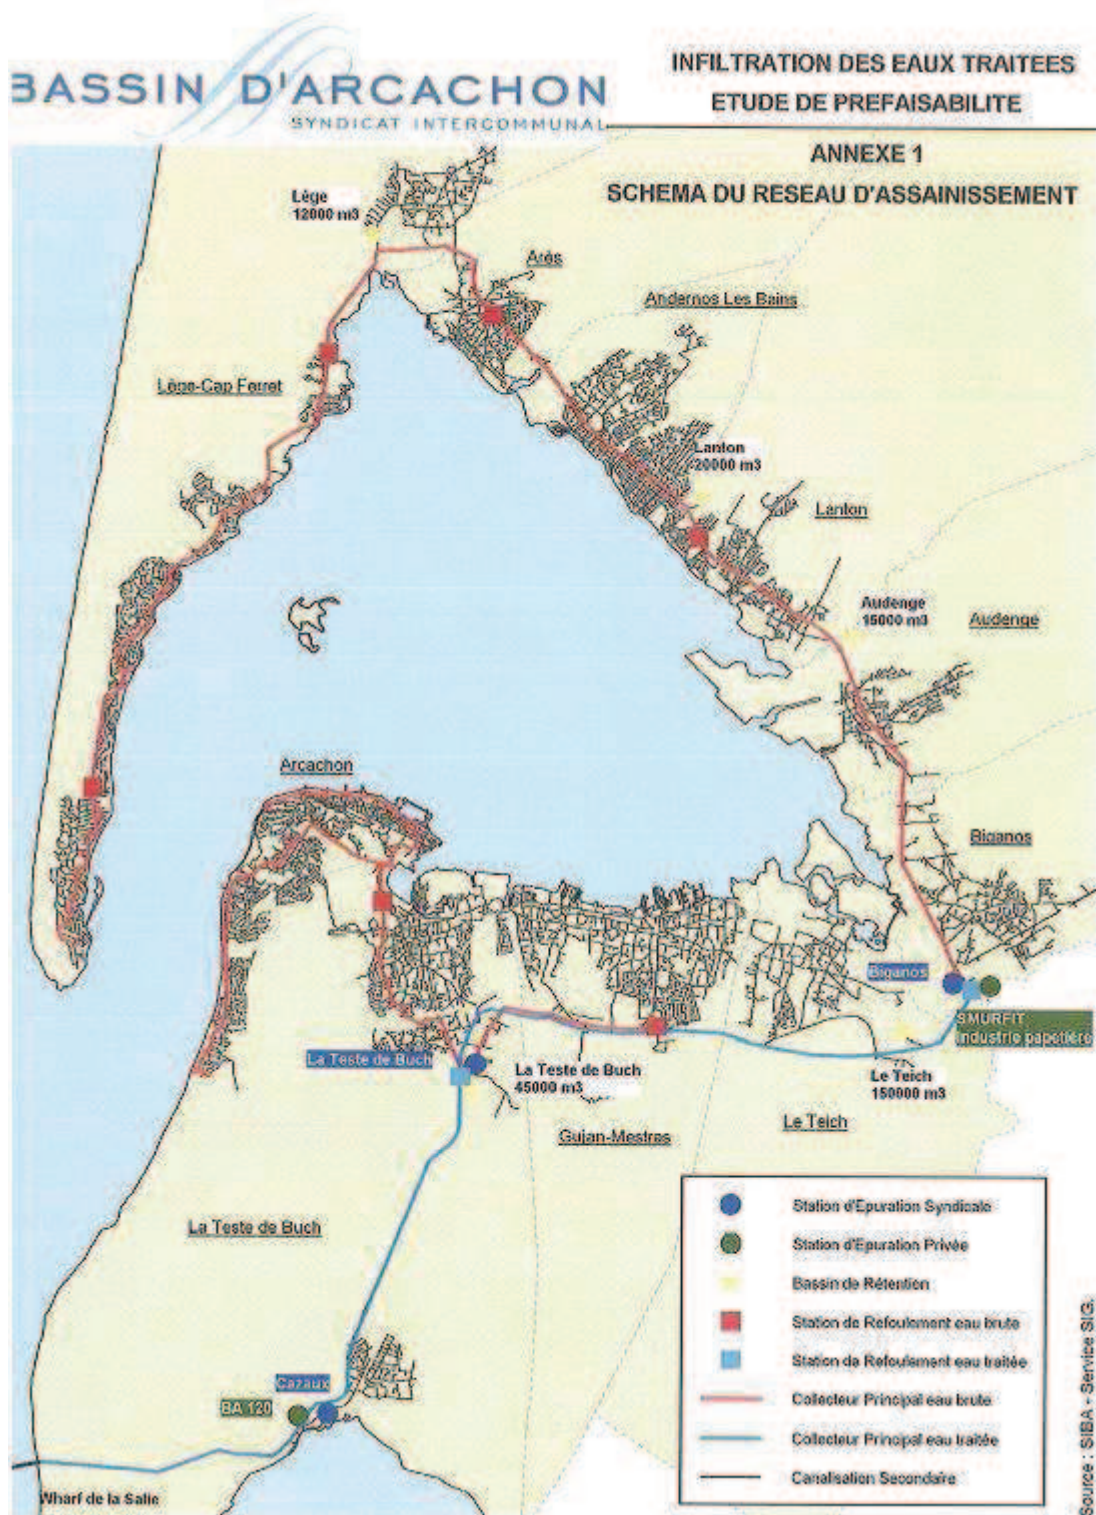 BASSIN D'ARCACHON
SYNDICAT INTERCOMMUNAL
INFILTRATION DES EAUX TRAITEES
ETUDE DE PREFAISABILITE
ANNEXE 1
SCHEMA DU RESEAU D'ASSAINISSEMENT
Lège
12000 m3
Arès
Andernos Les Bains
Lège-Cap Ferret
Lanton
20000 m3
Lanton
Audenge
15000 m3
Audenge
Arcachon
Biganos
Biganos
SMURFIT
Industrie papetière
La Teste de Buch
La Teste de Buch
45000 m3
Le Teich
150000 m3
Gujan-Mestras
Le Teich
La Teste de Buch
Cazaux
BA 120
Wharf de la Salie
Station d'Epuration Syndicale
Station d'Epuration Privée
Bassin de Rétention
Station de Refoulement eau brute
Station de Refoulement eau traitée
Collecteur Principal eau brute
Collecteur Principal eau traitée
Canalisation Secondaire
Source : SIBA - Service SIG.